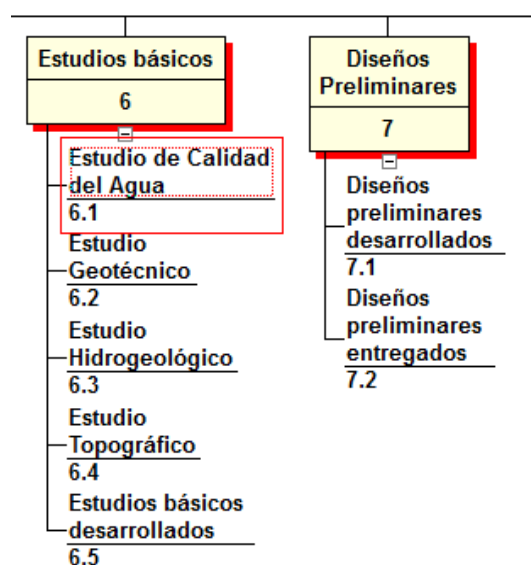 Estudios básicos
6
Estudio de Calidad
del Agua
6.1
Estudio
Geotécnico
6.2
Estudio
Hidrogeológico
6.3
Estudio
Topográfico
6.4
Estudios básicos
desarrollados
6.5
Diseños
Preliminares
7
Diseños
preliminares
desarrollados
7.1
Diseños
preliminares
entregados
7.2